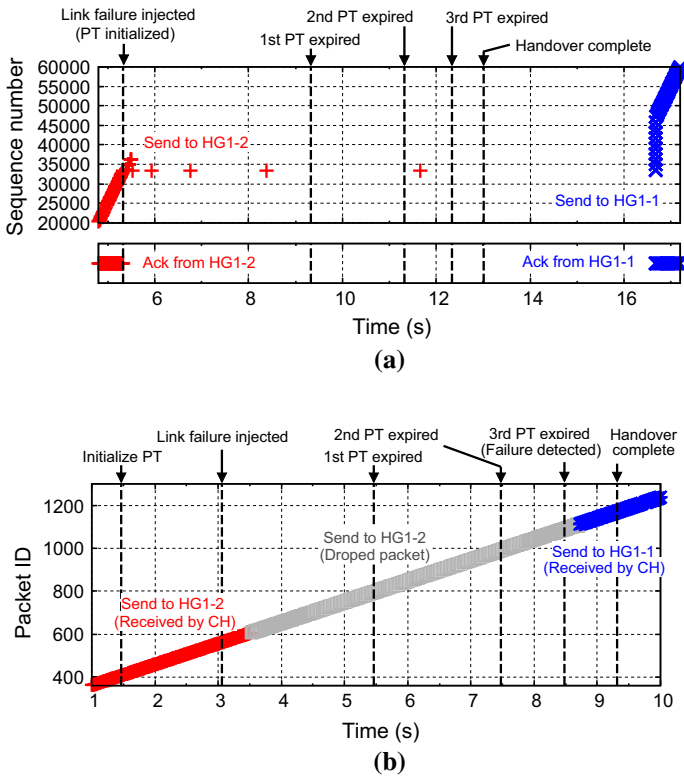 Link failure injected
(PT initialized)
2nd PT expired
3rd PT expired
1st PT expired
Handover complete
Sequence number
60000
55000
50000
45000
40000
35000
30000
25000
20000
Send to HG1-2
Send to HG1-1
Ack from HG1-2
Ack from HG1-1
6
8
10
12
14
16
Time (s)
(a)
Initialize PT
Link failure injected
2nd PT expired
1st PT expired
3rd PT expired
(Failure detected)
Handover
complete
Packet ID
1200
1000
800
600
400
Send to HG1-2
(Droped packet)
Send to HG1-1
(Received by CH)
Send to HG1-2
(Received by CH)
1
2
3
4
5
6
7
8
9
10
Time (s)
(b)